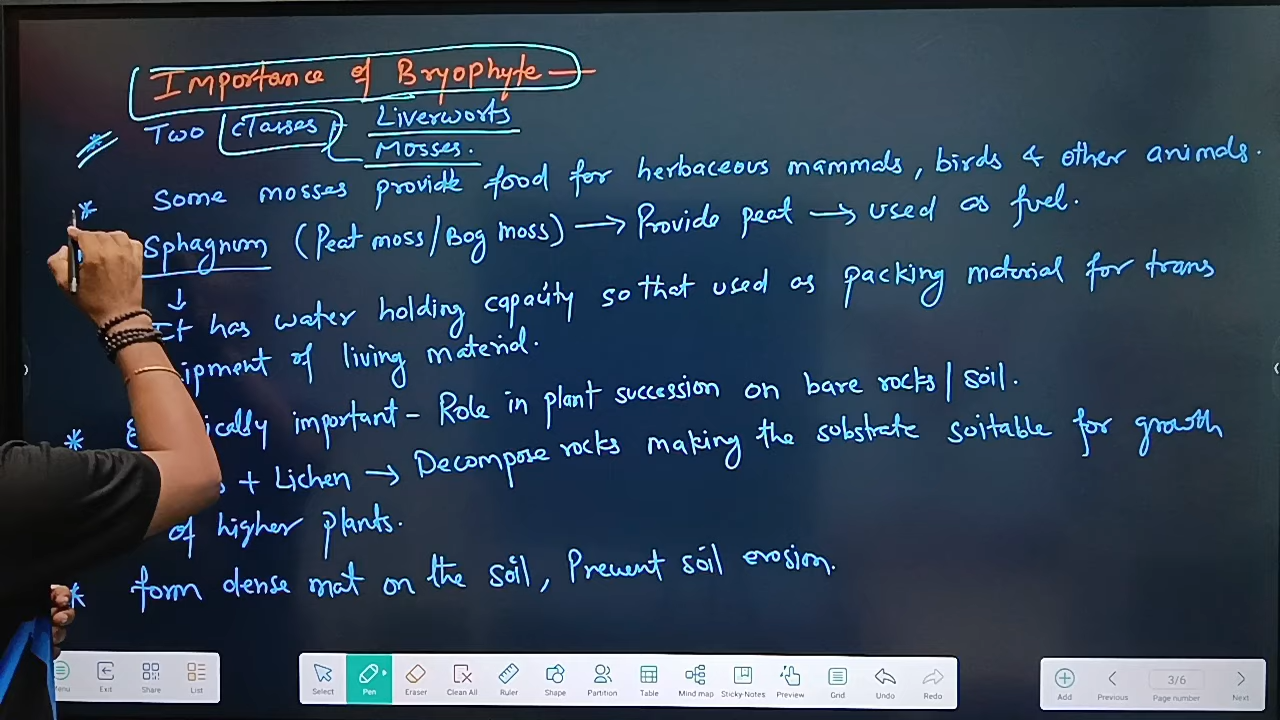 Importance of Bryophyte —
* Two classes Liverworts
Mosses.
* Some mosses provide food for herbaceous mammals, birds & other animals.
Sphagnum (Peat moss/Bog moss) → Provide peat → used as fuel.
↓
It has water holding capacity so that used as packing material for trans
ipment of living material.
* ically important - Role in plant succession on bare rocks/soil.
+ Lichen → Decompose rocks making the substrate suitable for growth
of higher plants.
* form dense mat on the soil, Prevent soil erosion.
Menu Exit Share List Select Pen Eraser Clean All Ruler Shape Partition Table Mind map Sticky Notes Preview Grid Undo Redo Add Previous 3/6 Page number Next